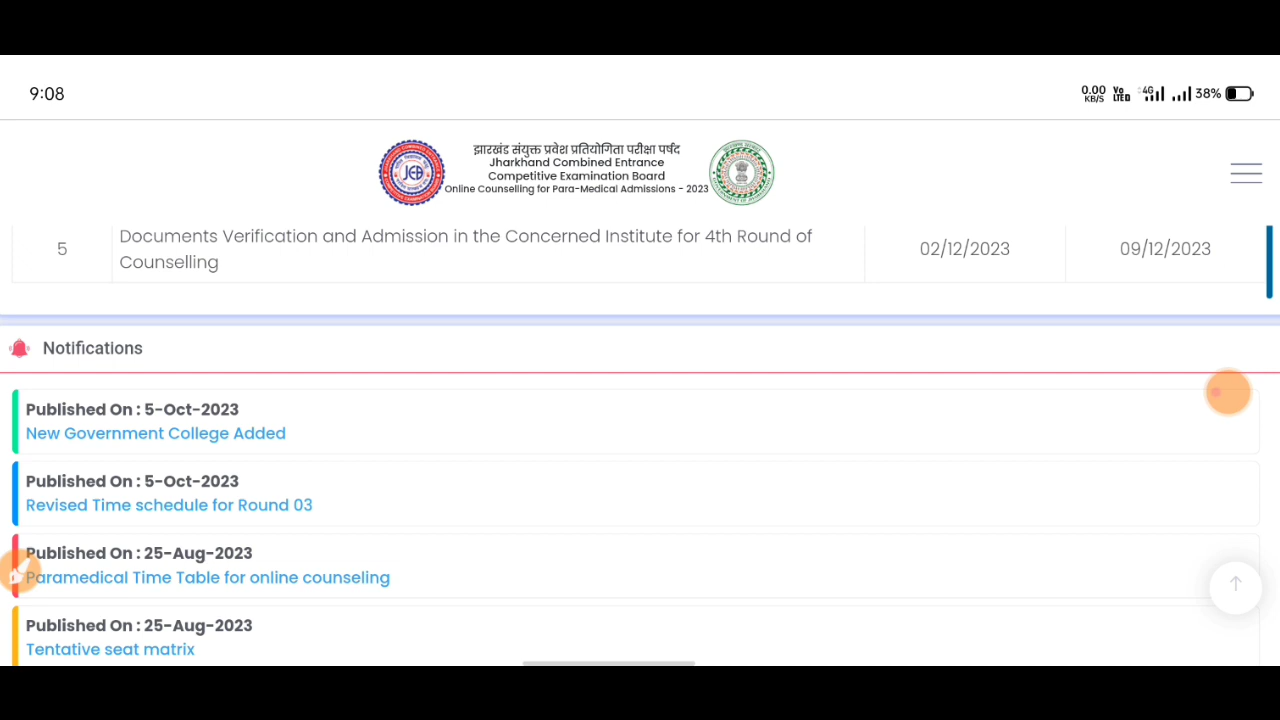 9:08
0.00 KB/S Vo LTE 4G 38%
झारखंड संयुक्त प्रवेश प्रतियोगिता परीक्षा पर्षद
Jharkhand Combined Entrance
Competitive Examination Board
Online Counselling for Para-Medical Admissions - 2023
JCB
5 Documents Verification and Admission in the Concerned Institute for 4th Round of Counselling 02/12/2023 09/12/2023
Notifications
Published On : 5-Oct-2023
New Government College Added
Published On : 5-Oct-2023
Revised Time schedule for Round 03
Published On : 25-Aug-2023
Paramedical Time Table for online counseling
Published On : 25-Aug-2023
Tentative seat matrix